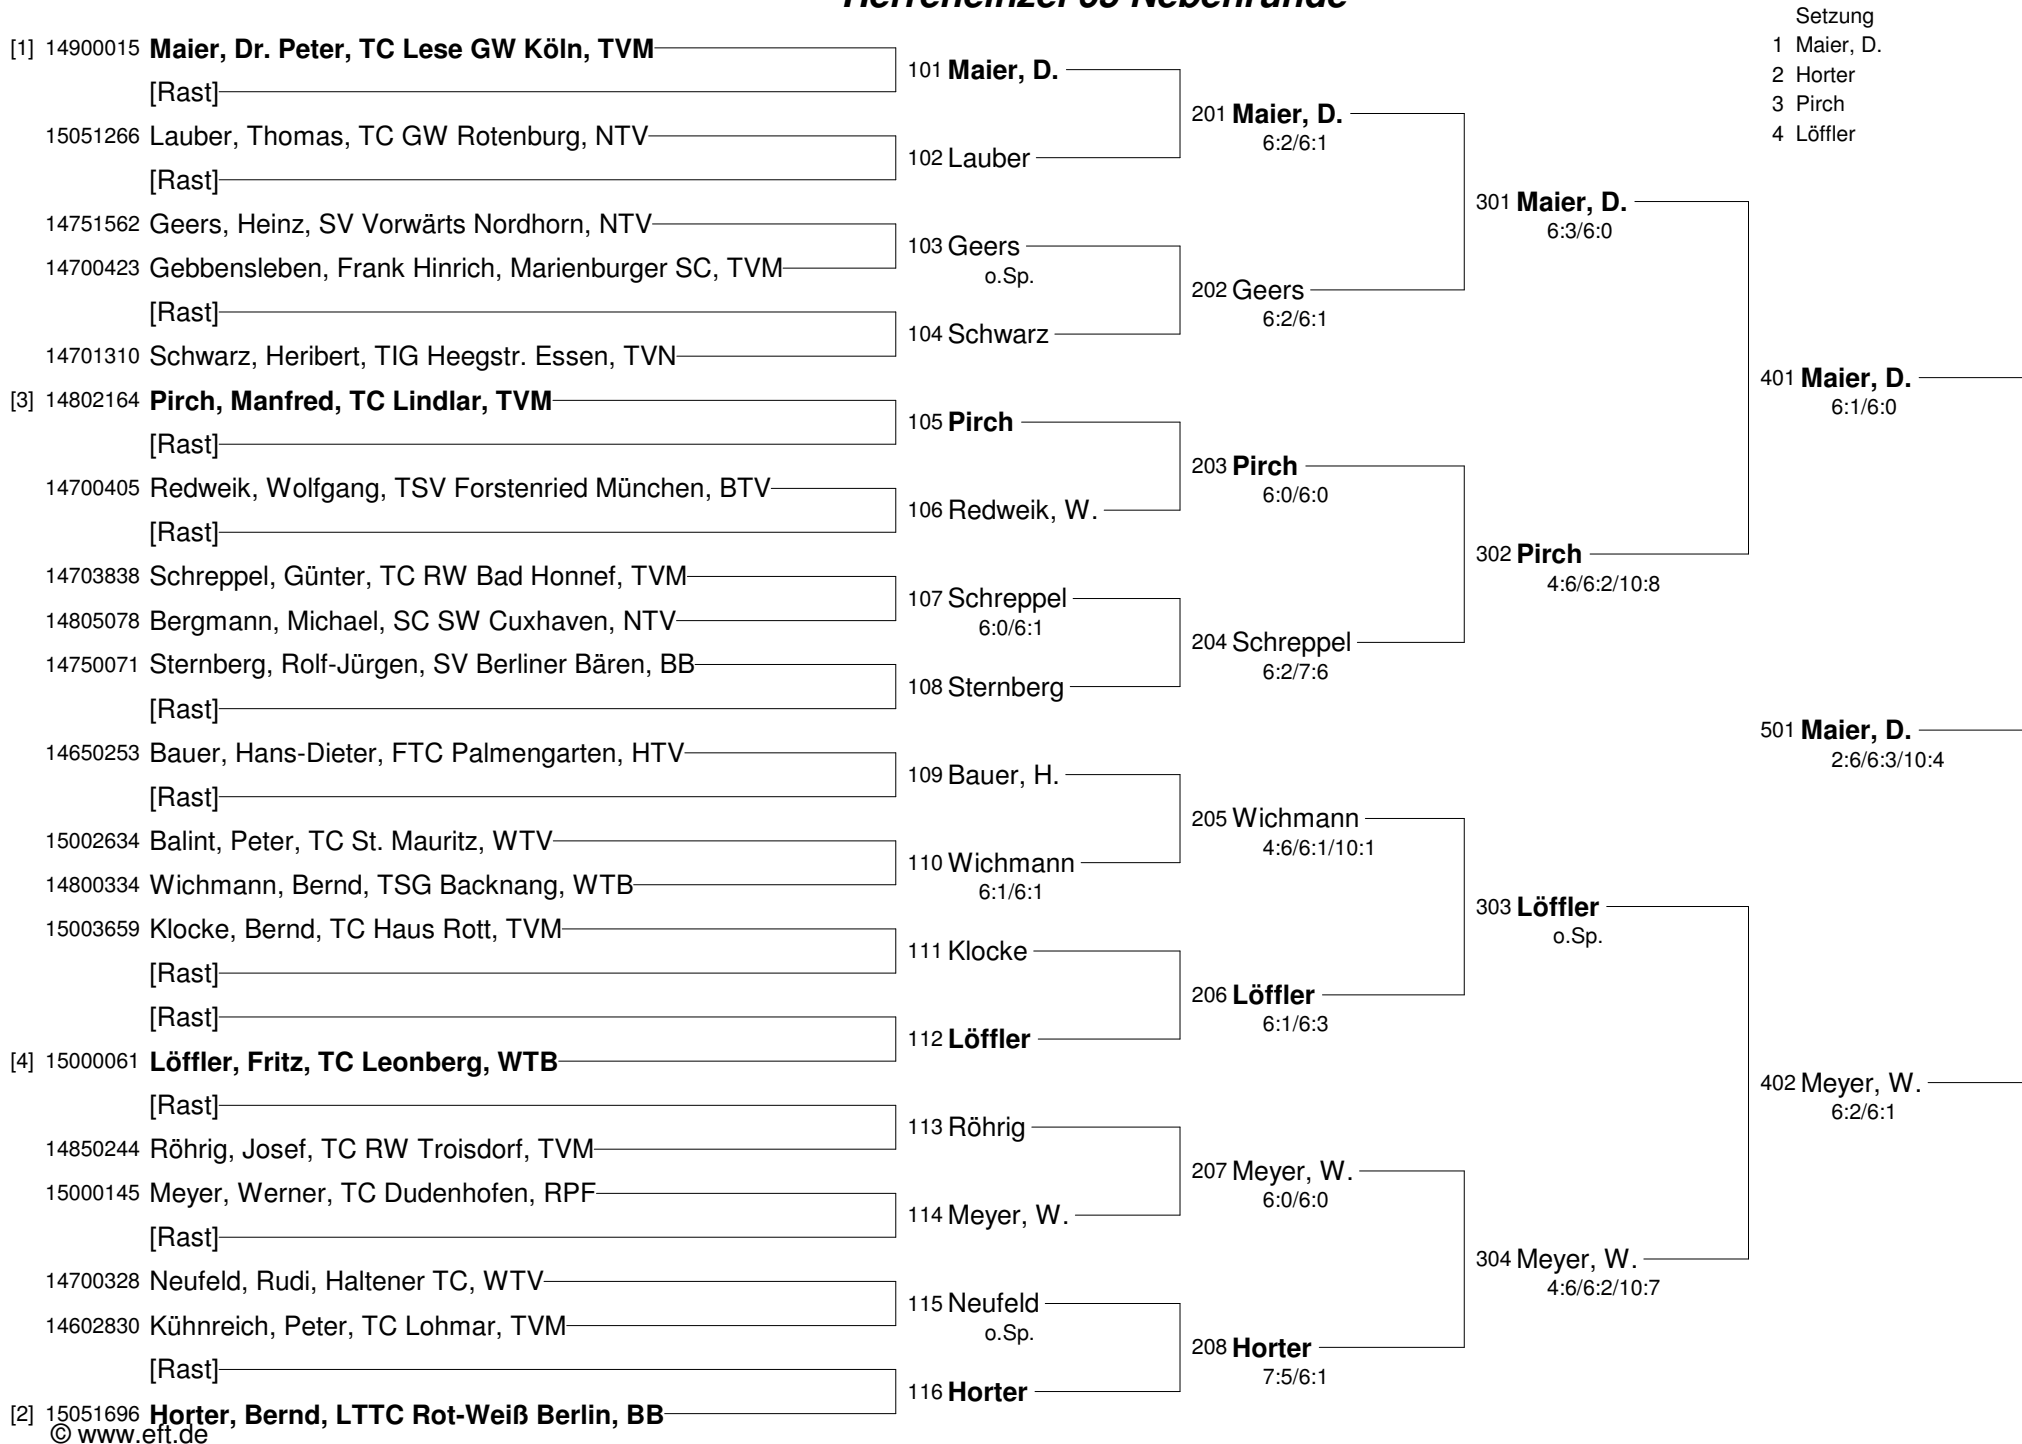 Herreneinzel 65 Nebenrunde
Setzung
1 Maier, D.
2 Horter
3 Pirch
4 Löffler
[1] 14900015 Maier, Dr. Peter, TC Lese GW Köln, TVM
[Rast]
15051266 Lauber, Thomas, TC GW Rotenburg, NTV
[Rast]
14751562 Geers, Heinz, SV Vorwärts Nordhorn, NTV
14700423 Gebbensleben, Frank Hinrich, Marienburger SC, TVM
[Rast]
14701310 Schwarz, Heribert, TIG Heegstr. Essen, TVN
[3] 14802164 Pirch, Manfred, TC Lindlar, TVM
[Rast]
14700405 Redweik, Wolfgang, TSV Forstenried München, BTV
[Rast]
14703838 Schreppel, Günter, TC RW Bad Honnef, TVM
14805078 Bergmann, Michael, SC SW Cuxhaven, NTV
14750071 Sternberg, Rolf-Jürgen, SV Berliner Bären, BB
[Rast]
14650253 Bauer, Hans-Dieter, FTC Palmengarten, HTV
[Rast]
15002634 Balint, Peter, TC St. Mauritz, WTV
14800334 Wichmann, Bernd, TSG Backnang, WTB
15003659 Klocke, Bernd, TC Haus Rott, TVM
[Rast]
[Rast]
[4] 15000061 Löffler, Fritz, TC Leonberg, WTB
[Rast]
14850244 Röhrig, Josef, TC RW Troisdorf, TVM
15000145 Meyer, Werner, TC Dudenhofen, RPF
[Rast]
14700328 Neufeld, Rudi, Haltener TC, WTV
14602830 Kühnreich, Peter, TC Lohmar, TVM
[Rast]
[2] 15051696 Horter, Bernd, LTTC Rot-Weiß Berlin, BB
© www.eft.de
101 Maier, D.
102 Lauber
103 Geers
o.Sp.
104 Schwarz
105 Pirch
106 Redweik, W.
107 Schreppel
6:0/6:1
108 Sternberg
109 Bauer, H.
110 Wichmann
6:1/6:1
111 Klocke
112 Löffler
113 Röhrig
114 Meyer, W.
115 Neufeld
o.Sp.
116 Horter
201 Maier, D.
6:2/6:1
202 Geers
6:2/6:1
203 Pirch
6:0/6:0
204 Schreppel
6:2/7:6
205 Wichmann
4:6/6:1/10:1
206 Löffler
6:1/6:3
207 Meyer, W.
6:0/6:0
208 Horter
7:5/6:1
301 Maier, D.
6:3/6:0
302 Pirch
4:6/6:2/10:8
303 Löffler
o.Sp.
304 Meyer, W.
4:6/6:2/10:7
401 Maier, D.
6:1/6:0
501 Maier, D.
2:6/6:3/10:4
402 Meyer, W.
6:2/6:1